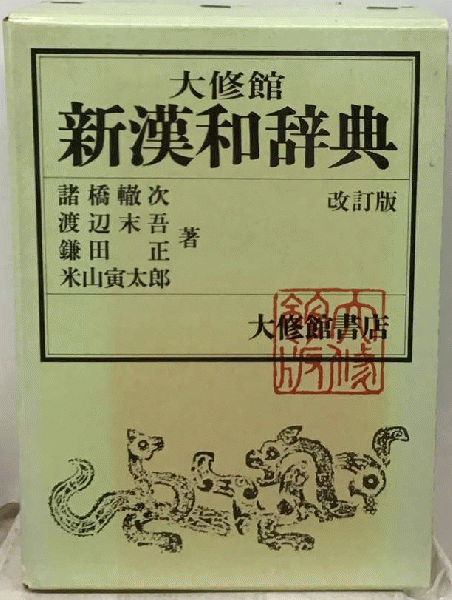 大修館
新漢和辞典
諸橋轍次
渡辺末吾
鎌田正
米山寅太郎
著
改訂版
大修館書店